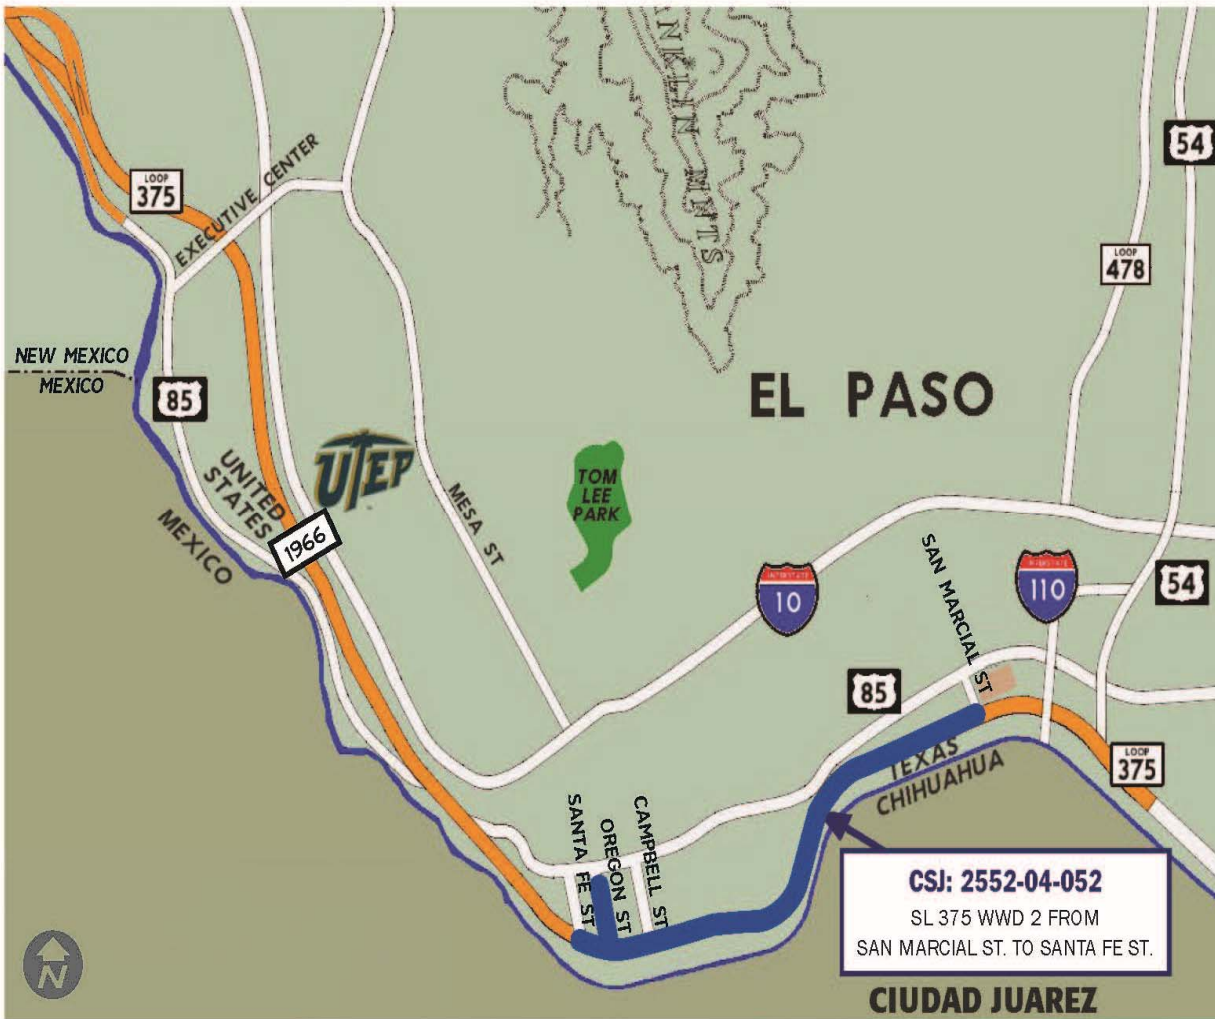 ANKLIN MNTS
54
LOOP
375
EXECUTIVE CENTER
LOOP
478
NEW MEXICO
MEXICO
85
EL PASO
UTEP
UNITED
STATES
MEXICO
1966
MESA ST
TOM
LEE
PARK
INTERSTATE
10
SAN MARCIAL ST
INTERSTATE
110
54
85
TEXAS
CHIHUAHUA
LOOP
375
SANTA FE ST
OREGON ST
CAMPBELL ST
CSJ: 2552-04-052
SL 375 WWD 2 FROM
SAN MARCIAL ST. TO SANTA FE ST.
N
CIUDAD JUAREZ